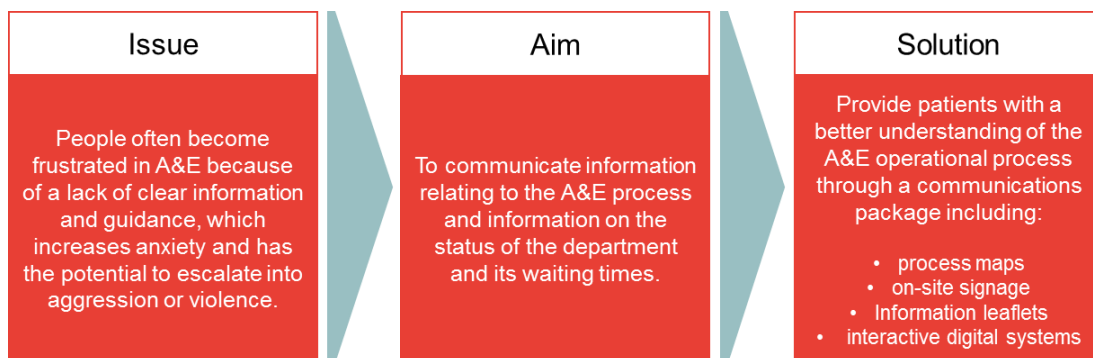 Issue
People often become
frustrated in A&E because
of a lack of clear information
and guidance, which
increases anxiety and has
the potential to escalate into
aggression or violence.
Aim
To communicate information
relating to the A&E process
and information on the
status of the department
and its waiting times.
Solution
Provide patients with a
better understanding of the
A&E operational process
through a communications
package including:
• process maps
• on-site signage
• Information leaflets
• interactive digital systems